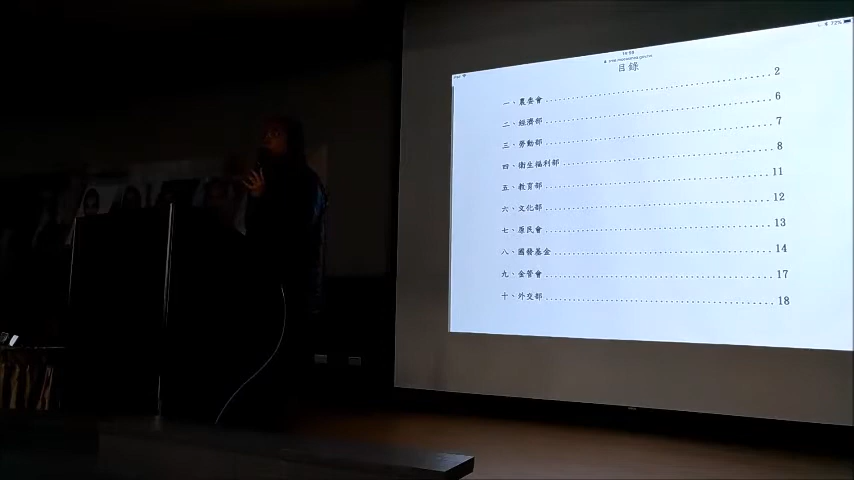 72%
目錄
一、農委會 2
二、經濟部 6
三、勞動部 7
四、衛生福利部 8
五、教育部 11
六、文化部 12
七、原民會 13
八、國發基金 14
九、金管會 17
十、外交部 18